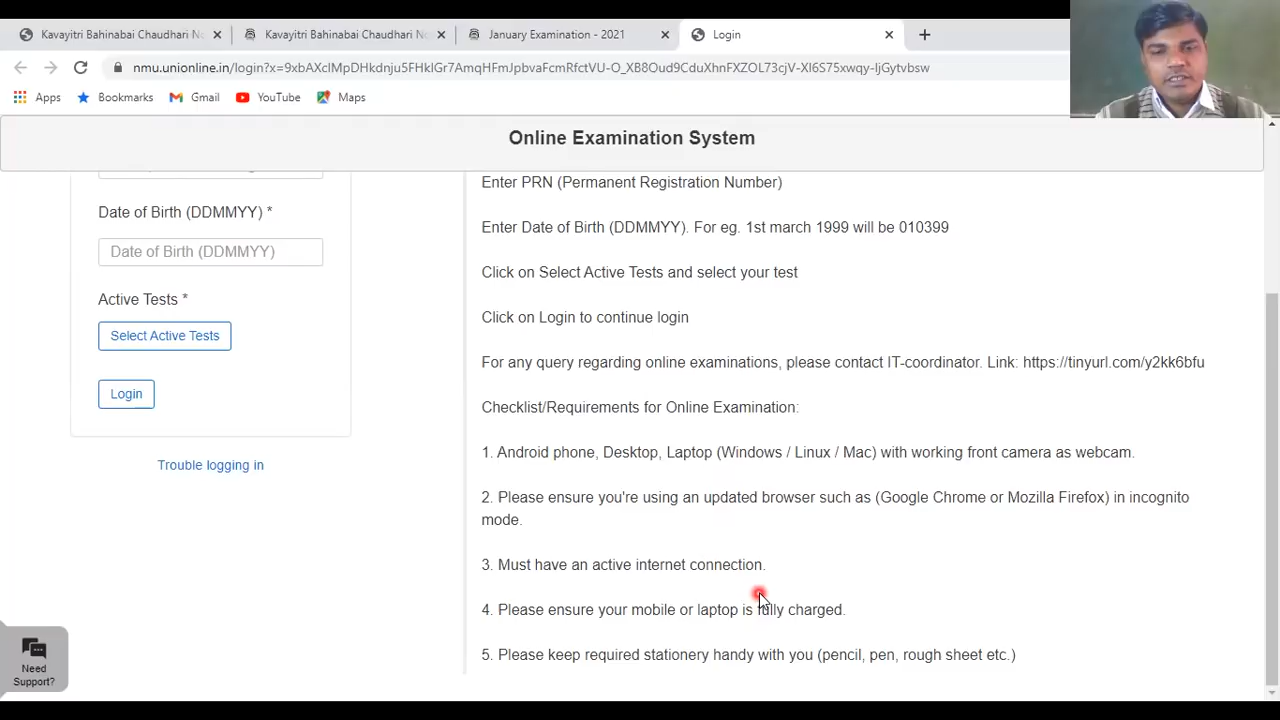 Kavayitri Bahinabai Chaudhari No
Kavayitri Bahinabai Chaudhari No
January Examination - 2021
Login
Apps
Bookmarks
Gmail
YouTube
Maps
Online Examination System
Date of Birth (DDMMYY) *
Date of Birth (DDMMYY)
Active Tests *
Select Active Tests
Login
Trouble logging in
Enter PRN (Permanent Registration Number)
Enter Date of Birth (DDMMYY). For eg. 1st march 1999 will be 010399
Click on Select Active Tests and select your test
Click on Login to continue login
For any query regarding online examinations, please contact IT-coordinator. Link: https://tinyurl.com/y2kk6bfu
Checklist/Requirements for Online Examination:
1. Android phone, Desktop, Laptop (Windows / Linux / Mac) with working front camera as webcam.
2. Please ensure you're using an updated browser such as (Google Chrome or Mozilla Firefox) in incognito
mode.
3. Must have an active internet connection.
4. Please ensure your mobile or laptop is fully charged.
5. Please keep required stationery handy with you (pencil, pen, rough sheet etc.)
Need
Support?